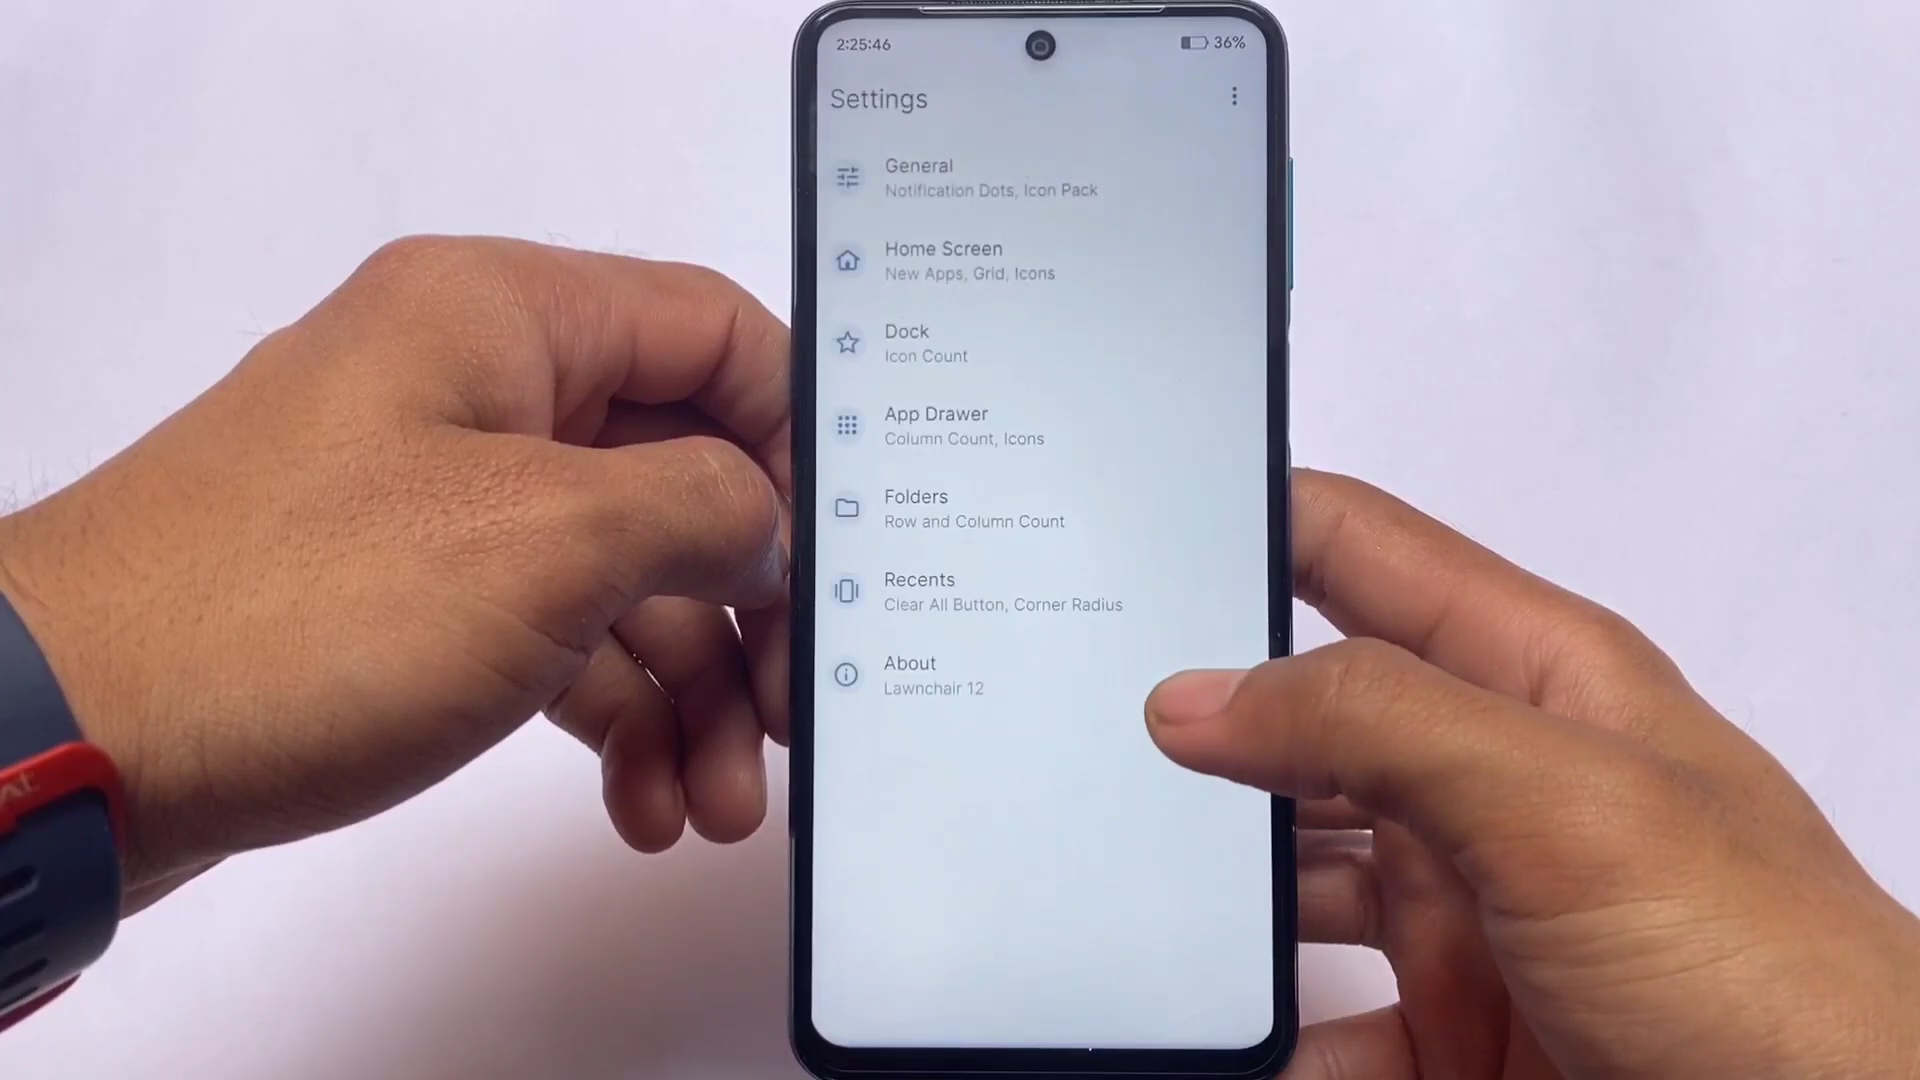 2:25:46
36%
Settings
General
Notification Dots, Icon Pack
Home Screen
New Apps, Grid, Icons
Dock
Icon Count
App Drawer
Column Count, Icons
Folders
Row and Column Count
Recents
Clear All Button, Corner Radius
About
Lawnchair 12